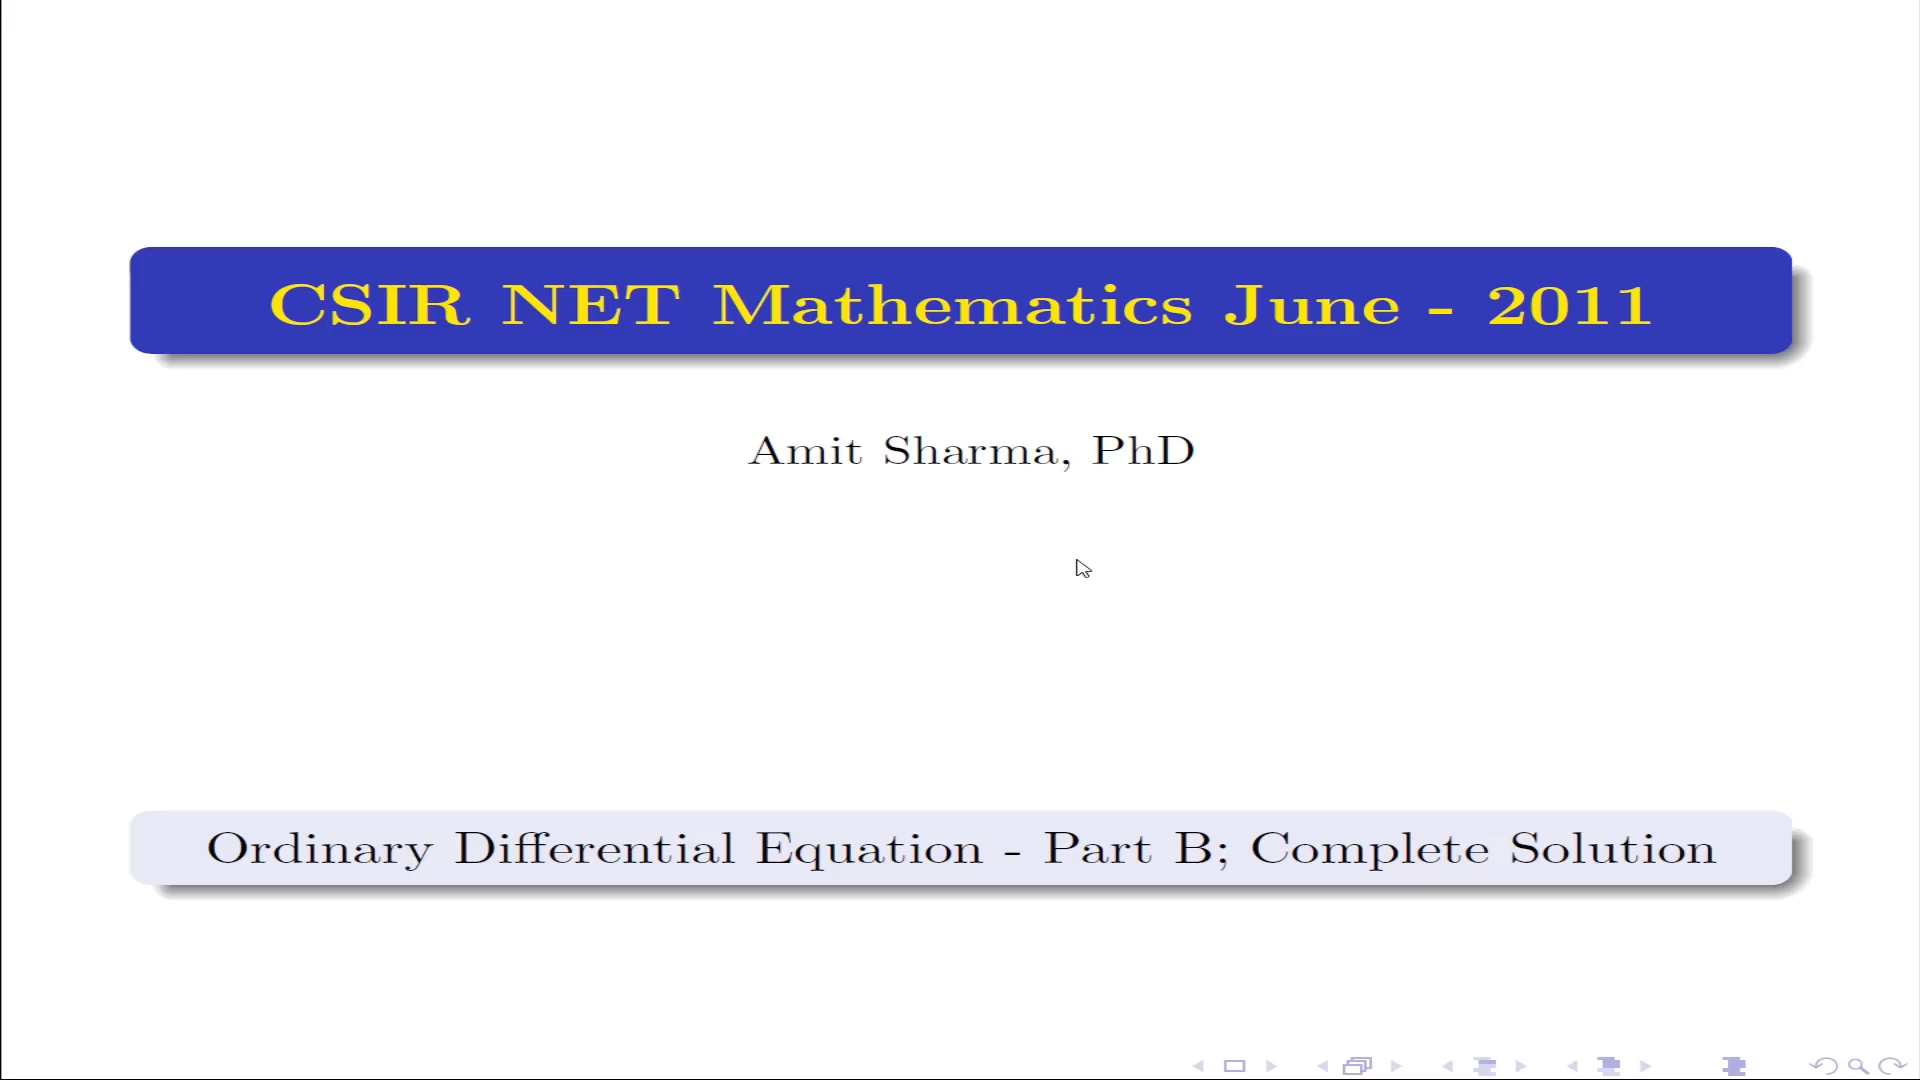 CSIR NET Mathematics June - 2011
Amit Sharma, PhD
Ordinary Differential Equation - Part B; Complete Solution